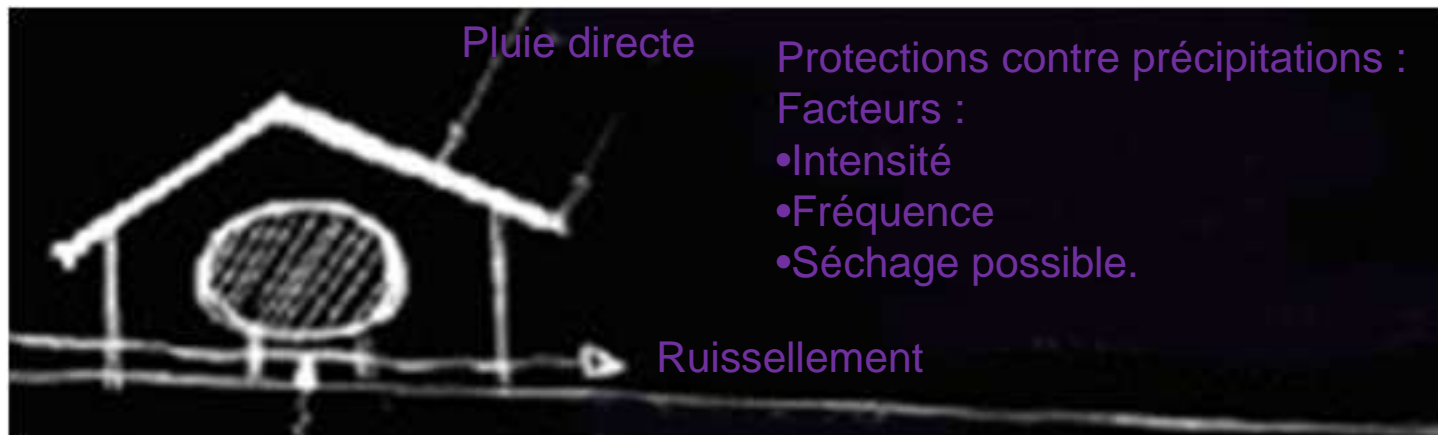 Pluie directe
Protections contre précipitations :
Facteurs :
•Intensité
•Fréquence
•Séchage possible.
Ruissellement